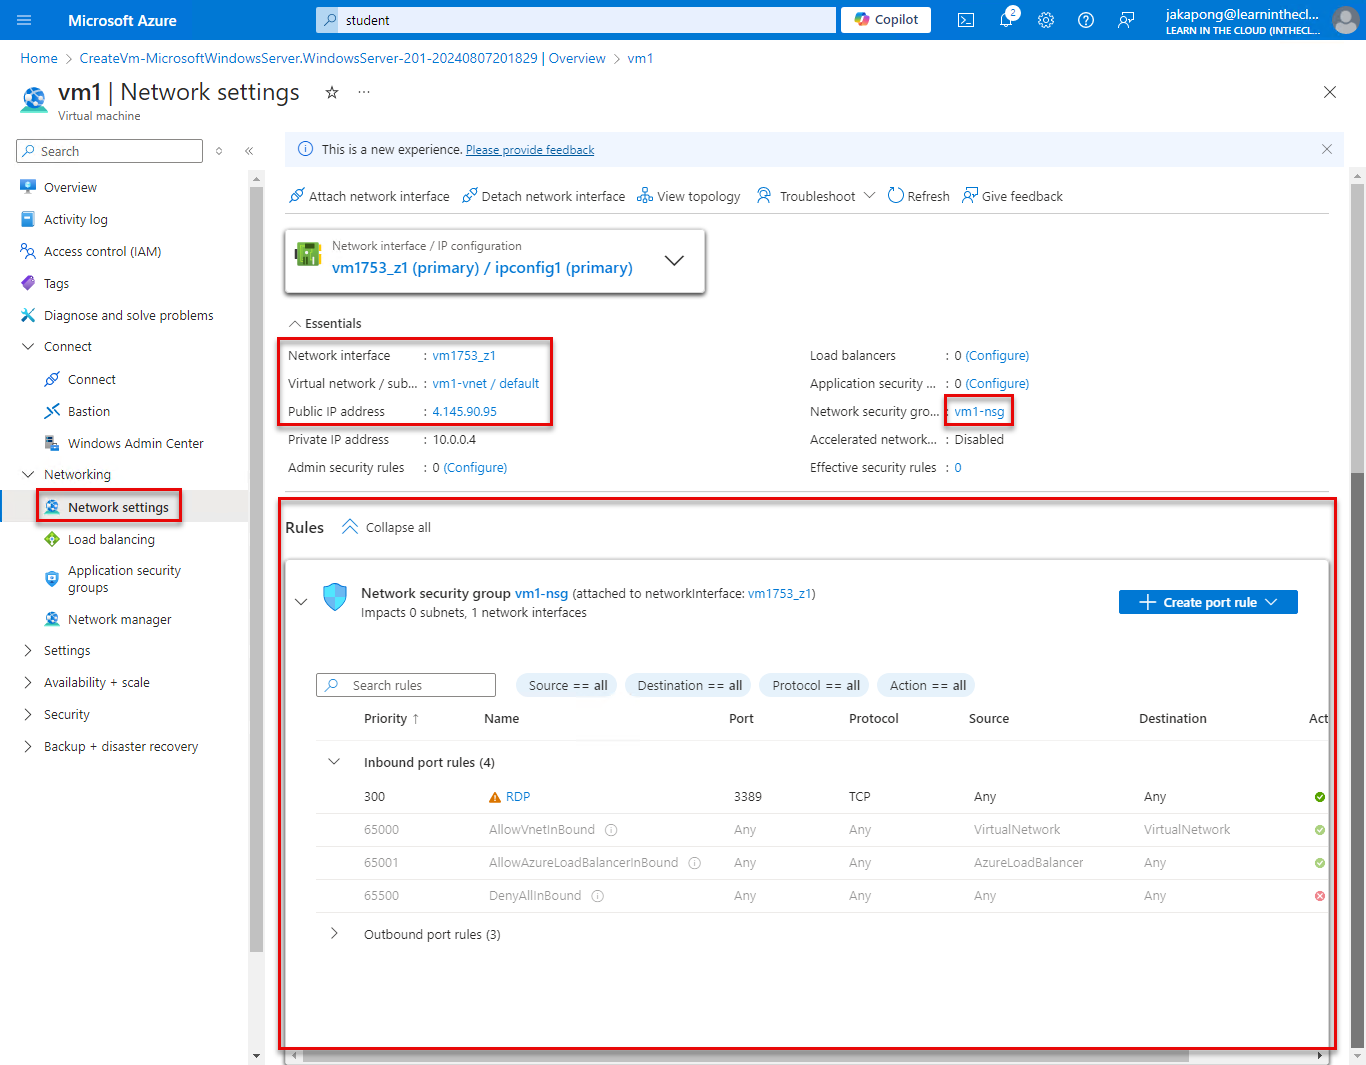 Microsoft Azure
student
Copilot
2
jakapong@learninthecl...
LEARN IN THE CLOUD (INTHECL...
Home > CreateVm-MicrosoftWindowsServer.WindowsServer-201-20240807201829 | Overview > vm1
vm1 | Network settings
Virtual machine
Search
Overview
Activity log
Access control (IAM)
Tags
Diagnose and solve problems
Connect
Connect
Bastion
Windows Admin Center
Networking
Network settings
Load balancing
Application security
groups
Network manager
Settings
Availability + scale
Security
Backup + disaster recovery
This is a new experience. Please provide feedback
Attach network interface Detach network interface View topology Troubleshoot Refresh Give feedback
Network interface / IP configuration
vm1753_z1 (primary) / ipconfig1 (primary)
Essentials
Network interface : vm1753_z1
Virtual network / sub... : vm1-vnet / default
Public IP address : 4.145.90.95
Private IP address : 10.0.0.4
Admin security rules : 0 (Configure)
Load balancers : 0 (Configure)
Application security ... : 0 (Configure)
Network security gro... : vm1-nsg
Accelerated network... : Disabled
Effective security rules : 0
Rules Collapse all
Network security group vm1-nsg (attached to networkInterface: vm1753_z1)
Impacts 0 subnets, 1 network interfaces
Create port rule
Search rules Source == all Destination == all Protocol == all Action == all
Priority ↑ Name Port Protocol Source Destination Act
Inbound port rules (4)
300 RDP 3389 TCP Any Any
65000 AllowVnetInBound Any Any VirtualNetwork VirtualNetwork
65001 AllowAzureLoadBalancerInBound Any Any AzureLoadBalancer Any
65500 DenyAllInBound Any Any Any Any
Outbound port rules (3)